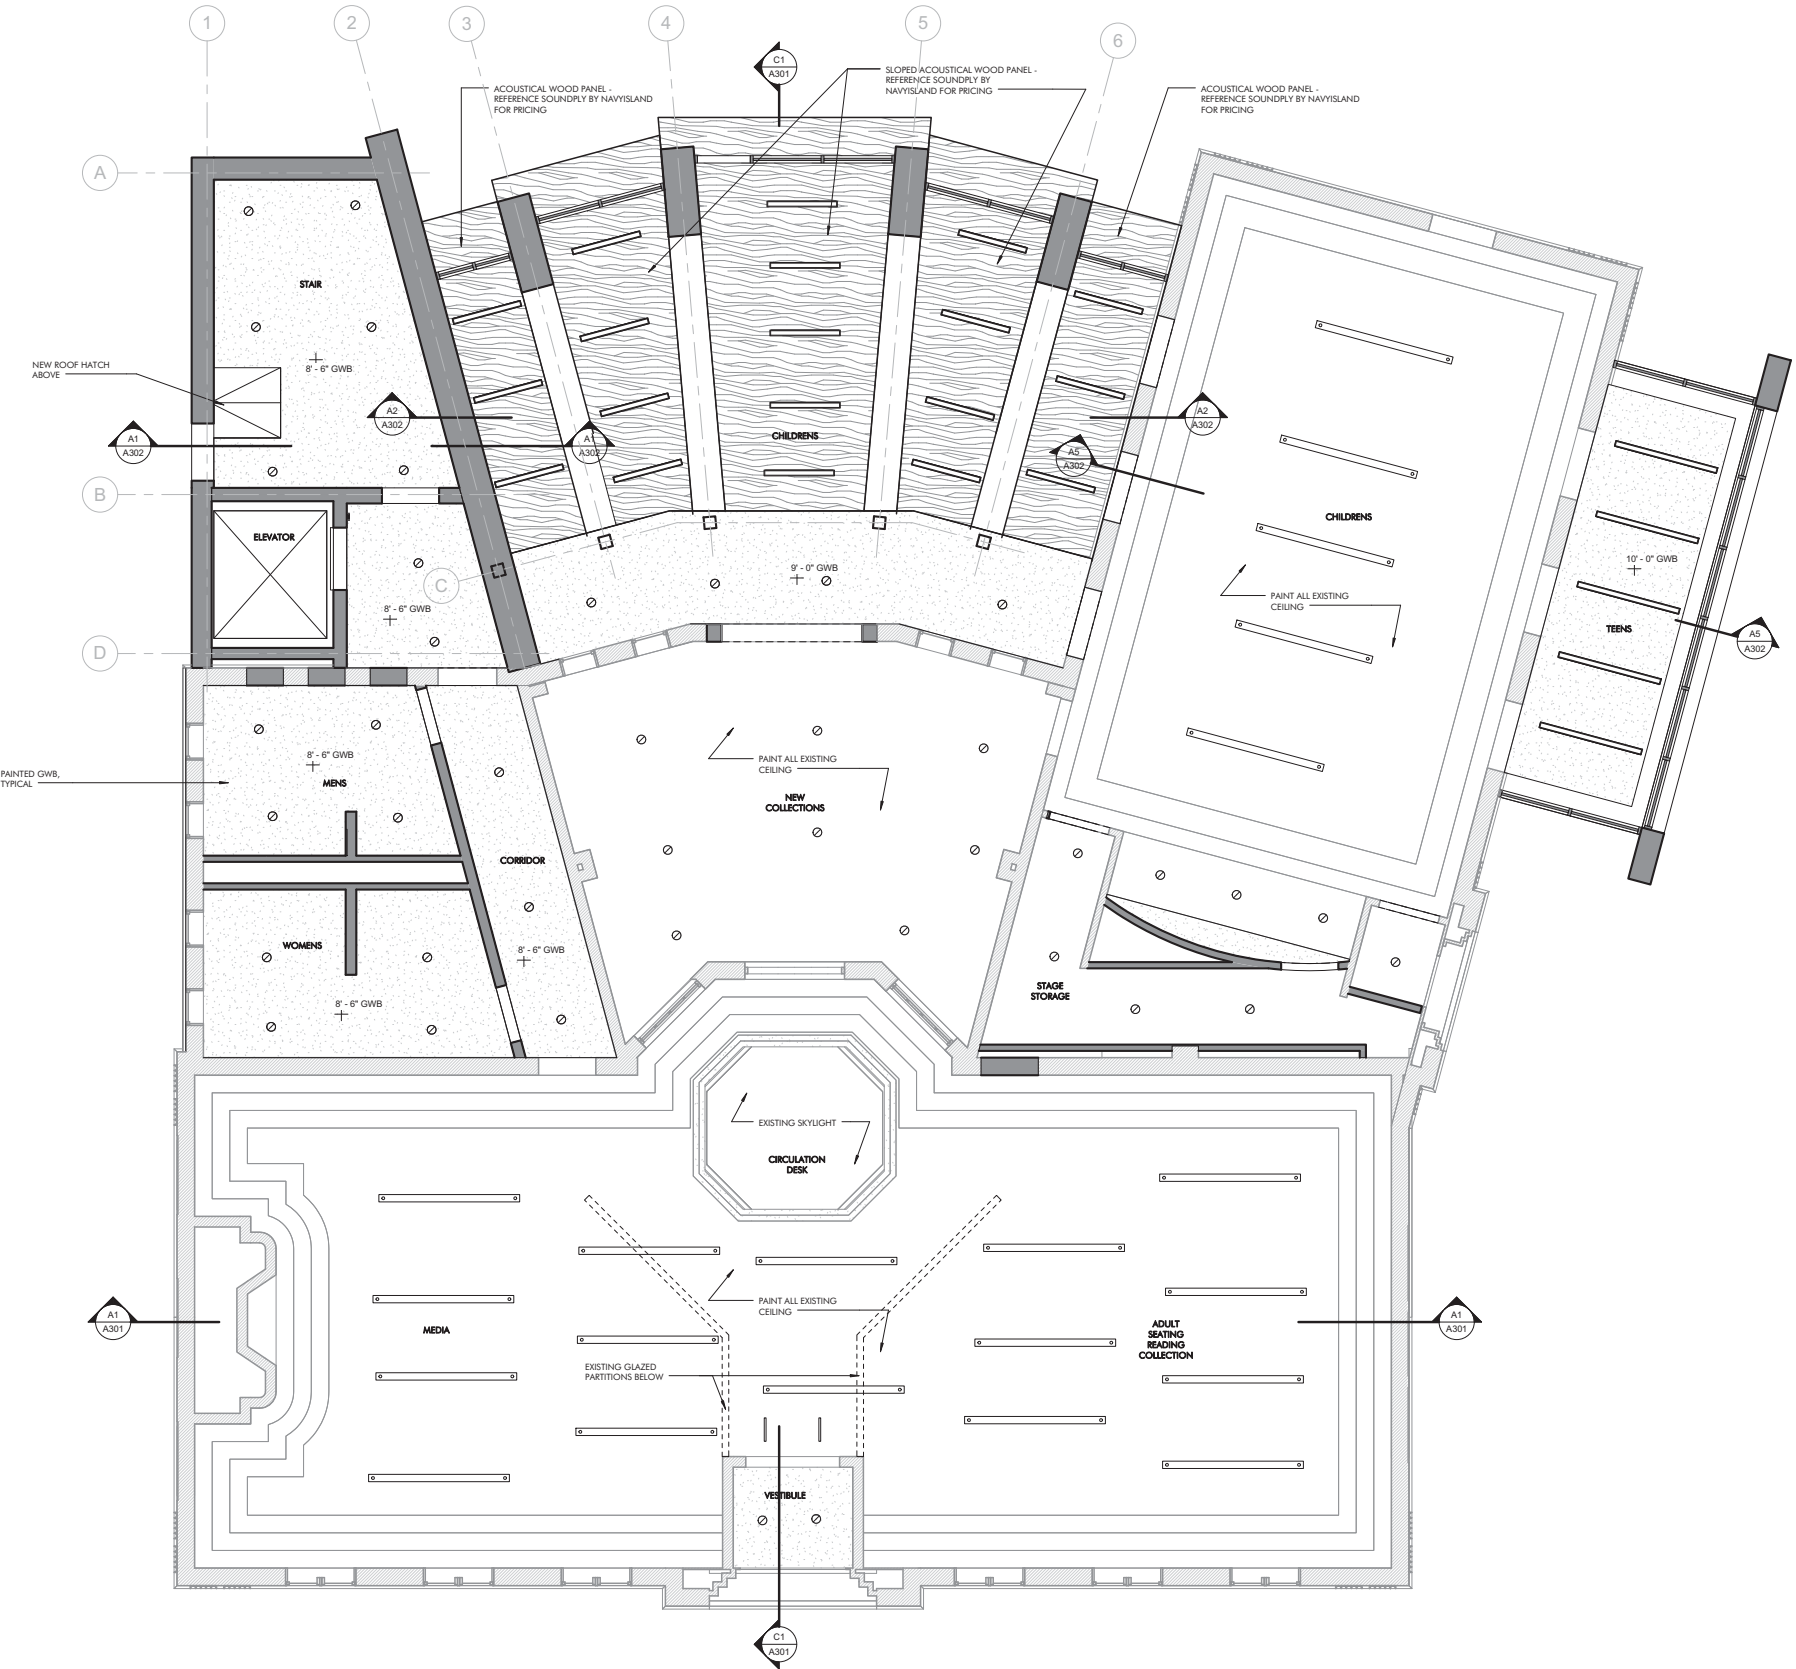 1
2
3
4
5
6
C1
A301
ACOUSTICAL WOOD PANEL -
REFERENCE SOUNDPLY BY NAVYISLAND
FOR PRICING
SLOPED ACOUSTICAL WOOD PANEL -
REFERENCE SOUNDPLY BY
NAVYISLAND FOR PRICING
ACOUSTICAL WOOD PANEL -
REFERENCE SOUNDPLY BY NAVYISLAND
FOR PRICING
A
STAIR
8' - 6" GWB
NEW ROOF HATCH
ABOVE
A1
A302
A2
A302
A1
A302
CHILDRENS
A2
A302
A5
A302
B
ELEVATOR
CHILDRENS
10' - 0" GWB
C
9' - 0" GWB
8' - 6" GWB
PAINT ALL EXISTING
CEILING
TEENS
A5
A302
D
8' - 6" GWB
MENS
PAINTED GWB,
TYPICAL
PAINT ALL EXISTING
CEILING
NEW
COLLECTIONS
CORRIDOR
WOMENS
8' - 6" GWB
8' - 6" GWB
STAGE
STORAGE
EXISTING SKYLIGHT
CIRCULATION
DESK
PAINT ALL EXISTING
CEILING
A1
A301
MEDIA
ADULT
SEATING
READING
COLLECTION
A1
A301
EXISTING GLAZED
PARTITIONS BELOW
VESTIBULE
C1
A301